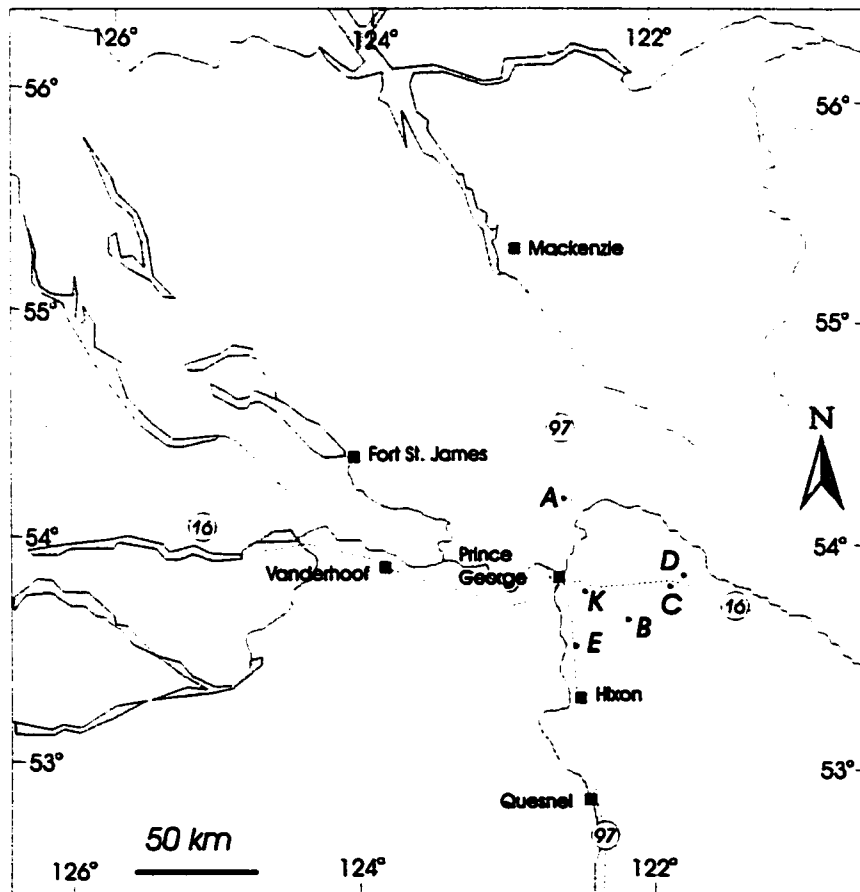 126° 124° 122°
56° 56°
Mackenzie
55° 55°
97
N
Fort St. James
A
16
54° 54°
Prince
George
Vanderhoof
D
K C 16
B
E
Hixon
53° 53°
Quesnel
97
50 km
126° 124° 122°